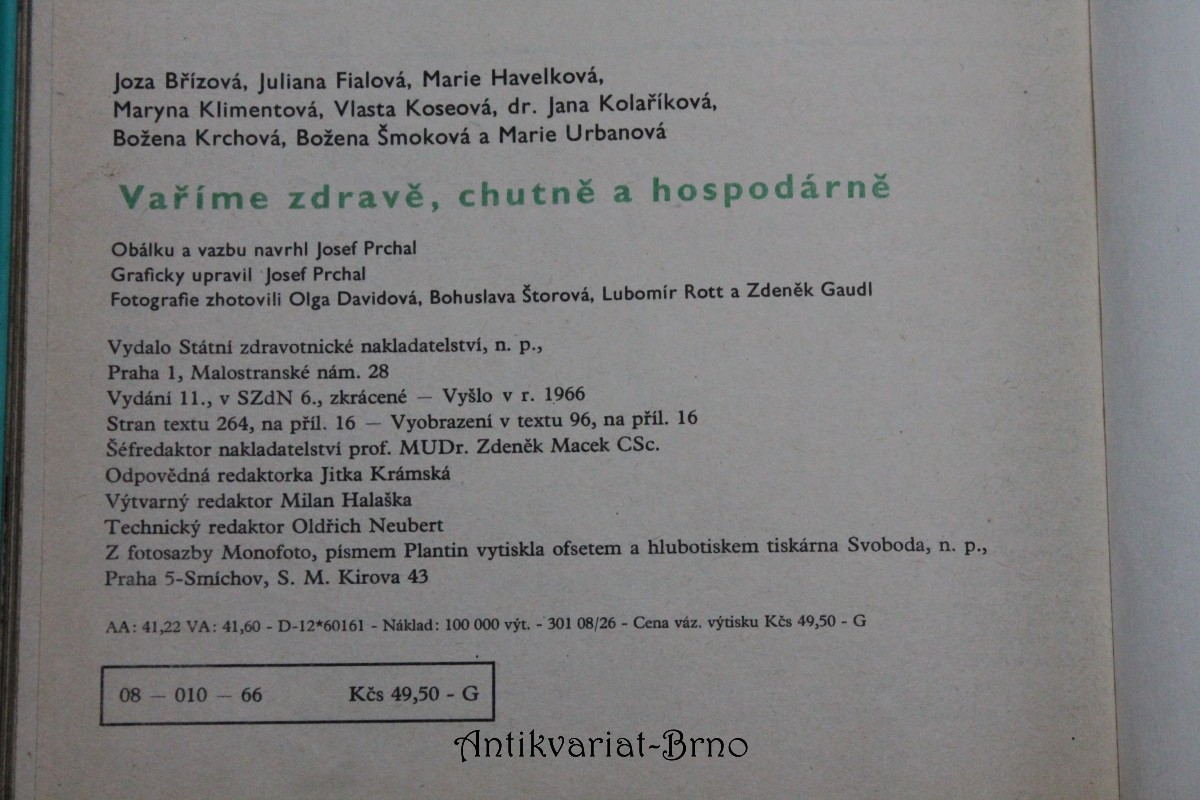 Joza Břízová, Juliana Fialová, Marie Havelková,
Maryna Klimentová, Vlasta Koseová, dr. Jana Kolaříková,
Božena Krchová, Božena Šmoková a Marie Urbanová
Vaříme zdravě, chutně a hospodárně
Obálku a vazbu navrhl Josef Prchal
Graficky upravil Josef Prchal
Fotografie zhotovili Olga Davidová, Bohuslava Štorová, Lubomír Rott a Zdeněk Gaudl
Vydalo Státní zdravotnické nakladatelství, n. p.,
Praha 1, Malostranské nám. 28
Vydání 11., v SZdN 6., zkrácené — Vyšlo v r. 1966
Stran textu 264, na příl. 16 — Vyobrazení v textu 96, na příl. 16
Šéfredaktor nakladatelství prof. MUDr. Zdeněk Macek CSc.
Odpovědná redaktorka Jitka Krámská
Výtvarný redaktor Milan Halaška
Technický redaktor Oldřich Neubert
Z fotosazby Monofoto, písmem Plantin vytiskla ofsetem a hlubotiskem tiskárna Svoboda, n. p.,
Praha 5-Smíchov, S. M. Kirova 43
AA: 41,22 VA: 41,60 - D-12*60161 - Náklad: 100 000 výt. - 301 08/26 - Cena váz. výtisku Kčs 49,50 - G
08 — 010 — 66 Kčs 49,50 - G
Antikvariat-Brno